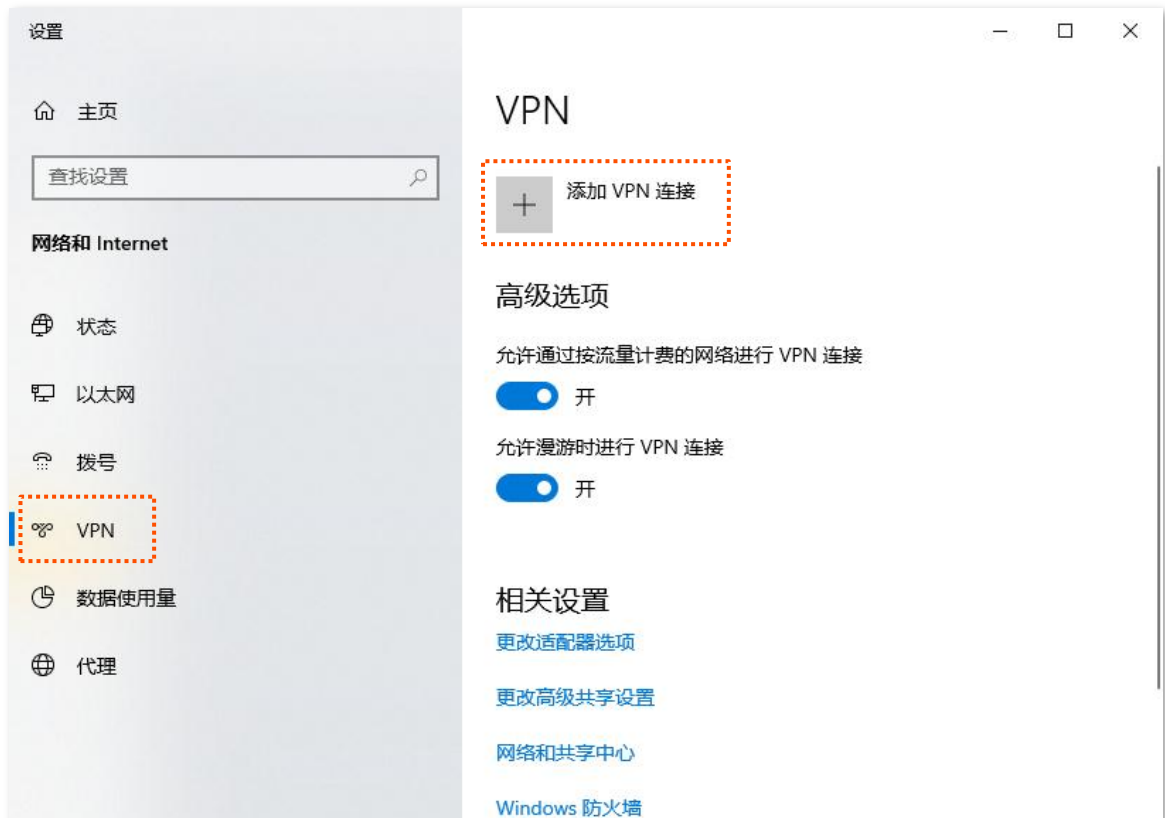 设置
主页
查找设置
网络和 Internet
状态
以太网
拨号
VPN
数据使用量
代理
VPN
添加 VPN 连接
高级选项
允许通过按流量计费的网络进行 VPN 连接
开
允许漫游时进行 VPN 连接
开
相关设置
更改适配器选项
更改高级共享设置
网络和共享中心
Windows 防火墙